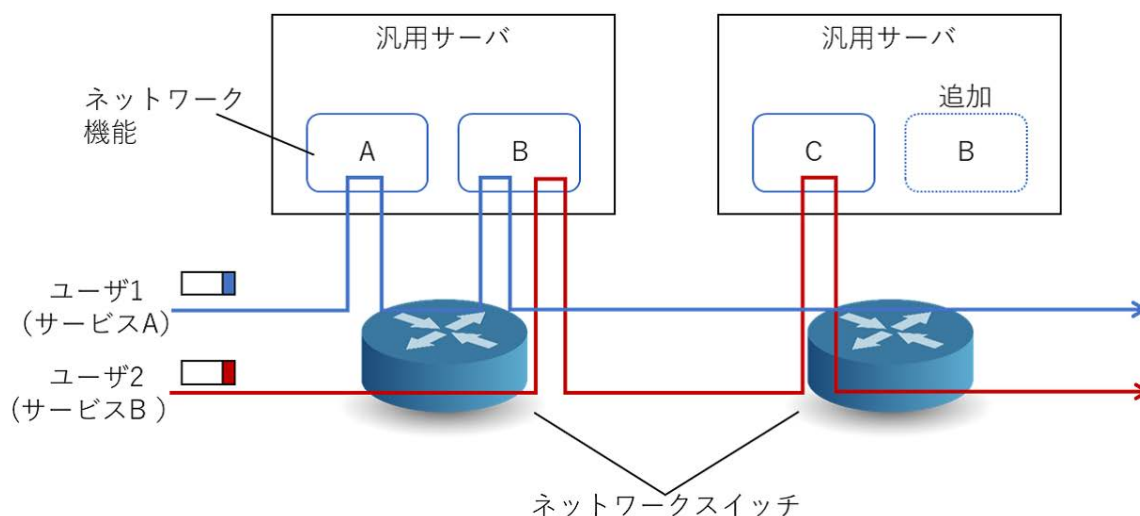 汎用サーバ
汎用サーバ
ネットワーク
機能
追加
A
B
C
B
ユーザ1
（サービスA）
ユーザ2
（サービスB ）
ネットワークスイッチ